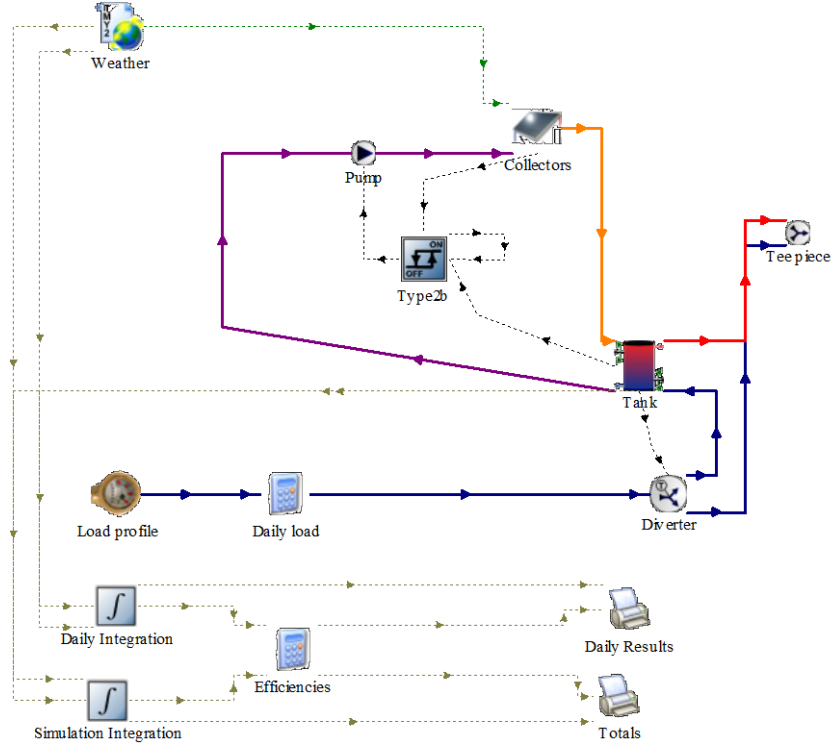 TMY2
Weather
Collectors
Pump
Tee piece
ON
OFF
Type2b
Tank
T
Load profile
Daily load
Diverter
Daily Integration
Daily Results
Efficiencies
Simulation Integration
Totals